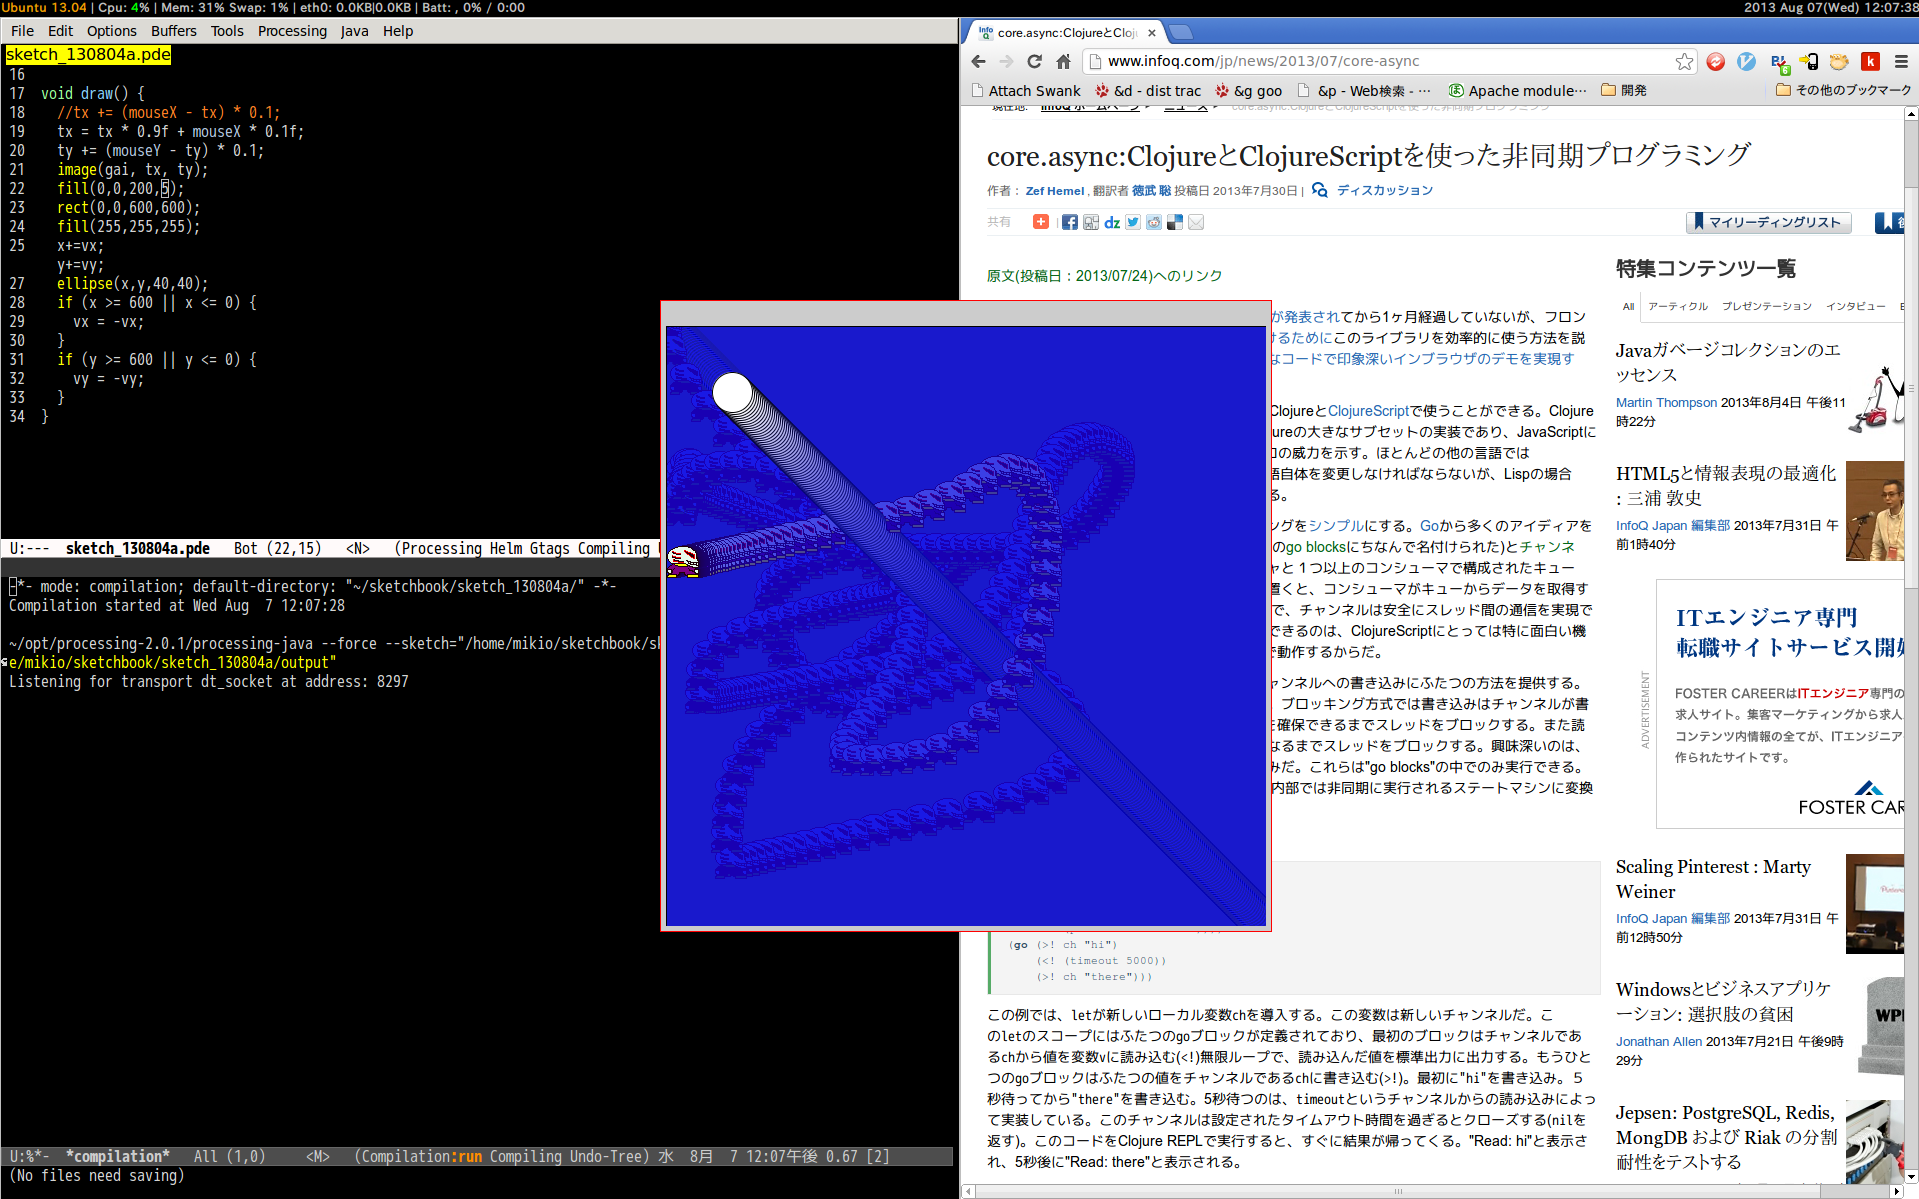 Ubuntu 13.04 | Cpu: 4% | Mem: 31% Swap: 1% | eth0: 0.0KB|0.0KB | Batt: , 0% / 0:00
2013 Aug 07(Wed) 12:07:38
File Edit Options Buffers Tools Processing Java Help
sketch_130804a.pde
16
17 void draw() {
18 //tx += (mouseX - tx) * 0.1;
19 tx = tx * 0.9f + mouseX * 0.1f;
20 ty += (mouseY - ty) * 0.1;
21 image(gai, tx, ty);
22 fill(0,0,200,5);
23 rect(0,0,600,600);
24 fill(255,255,255);
25 x+=vx;
y+=vy;
27 ellipse(x,y,40,40);
28 if (x >= 600 || x <= 0) {
29 vx = -vx;
30 }
31 if (y >= 600 || y <= 0) {
32 vy = -vy;
33 }
34 }
U:--- sketch_130804a.pde Bot (22,15) <N> (Processing Helm Gtags Compiling
-*- mode: compilation; default-directory: "~/sketchbook/sketch_130804a/" -*-
Compilation started at Wed Aug 7 12:07:28
~/opt/processing-2.0.1/processing-java --force --sketch="/home/mikio/sketchbook/sk
e/mikio/sketchbook/sketch_130804a/output"
Listening for transport dt_socket at address: 8297
U:%*- *compilation* All (1,0) <M> (Compilation:run Compiling Undo-Tree) 水 8月 7 12:07午後 0.67 [2]
(No files need saving)
core.async:ClojureとCloju
www.infoq.com/jp/news/2013/07/core-async
Attach Swank &d - dist trac &g goo &p - Web検索 - ... Apache module... 開発 その他のブックマーク
現在地: InfoQ ホームページ ニュース core.async:ClojureとClojureScriptを使った非同期プログラミング
core.async:ClojureとClojureScriptを使った非同期プログラミング
作者： Zef Hemel , 翻訳者 徳武 聡 投稿日 2013年7月30日 | ディスカッション
共有 dz
マイリーディングリスト
原文(投稿日：2013/07/24)へのリンク
が発表されてから1ヶ月経過していないが、フロン
けるためにこのライブラリを効率的に使う方法を説
なコードで印象深いインブラウザのデモを実現す
ClojureとClojureScriptで使うことができる。Clojure
ureの大きなサブセットの実装であり、JavaScriptに
ロの威力を示す。ほとんどの他の言語では
語自体を変更しなければならないが、Lispの場合
る。
ングをシンプルにする。Goから多くのアイディアを
のgo blocksにちなんで名付けられた)とチャンネ
ャと１つ以上のコンシューマで構成されたキュー
置くと、コンシューマがキューからデータを取得す
で、チャンネルは安全にスレッド間の通信を実現で
できるのは、ClojureScriptにとっては特に面白い機
で動作するからだ。
ャンネルへの書き込みにふたつの方法を提供する。
ブロッキング方式では書き込みはチャンネルが書
を確保できるまでスレッドをブロックする。また読
なるまでスレッドをブロックする。興味深いのは、
みだ。これらは"go blocks"の中でのみ実行できる。
内部では非同期に実行されるステートマシンに変換
(go (>! ch "hi")
(<! (timeout 5000))
(>! ch "there")))
この例では、letが新しいローカル変数chを導入する。この変数は新しいチャンネルだ。こ
のletのスコープにはふたつのgoブロックが定義されており、最初のブロックはチャンネルであ
るchから値を変数vに読み込む(<!)無限ループで、読み込んだ値を標準出力に出力する。もうひと
つのgoブロックはふたつの値をチャンネルであるchに書き込む(>!)。最初に"hi"を書き込み。５
秒待ってから"there"を書き込む。5秒待つのは、timeoutというチャンネルからの読み込みによっ
て実装している。このチャンネルは設定されたタイムアウト時間を過ぎるとクローズする(nilを
返す)。このコードをClojure REPLで実行すると、すぐに結果が帰ってくる。"Read: hi"と表示さ
れ、5秒後に"Read: there"と表示される。
特集コンテンツ一覧
All アーティクル プレゼンテーション インタビュー
Javaガベージコレクションのエ
ッセンス
Martin Thompson 2013年8月4日 午後11
時22分
HTML5と情報表現の最適化
: 三浦 敦史
InfoQ Japan 編集部 2013年7月31日 午
前1時40分
ADVERTISEMENT
ITエンジニア専門
転職サイトサービス開始
FOSTER CAREERはITエンジニア専門の
求人サイト。集客マーケティングから求人
コンテンツ内情報の全てが、ITエンジニア
作られたサイトです。
FOSTER CAR
Scaling Pinterest : Marty
Weiner
InfoQ Japan 編集部 2013年7月31日 午
前12時50分
Windowsとビジネスアプリケ
ーション: 選択肢の貧困
Jonathan Allen 2013年7月21日 午後9時
29分
WP
Jepsen: PostgreSQL, Redis,
MongDB および Riak の分割
耐性をテストする